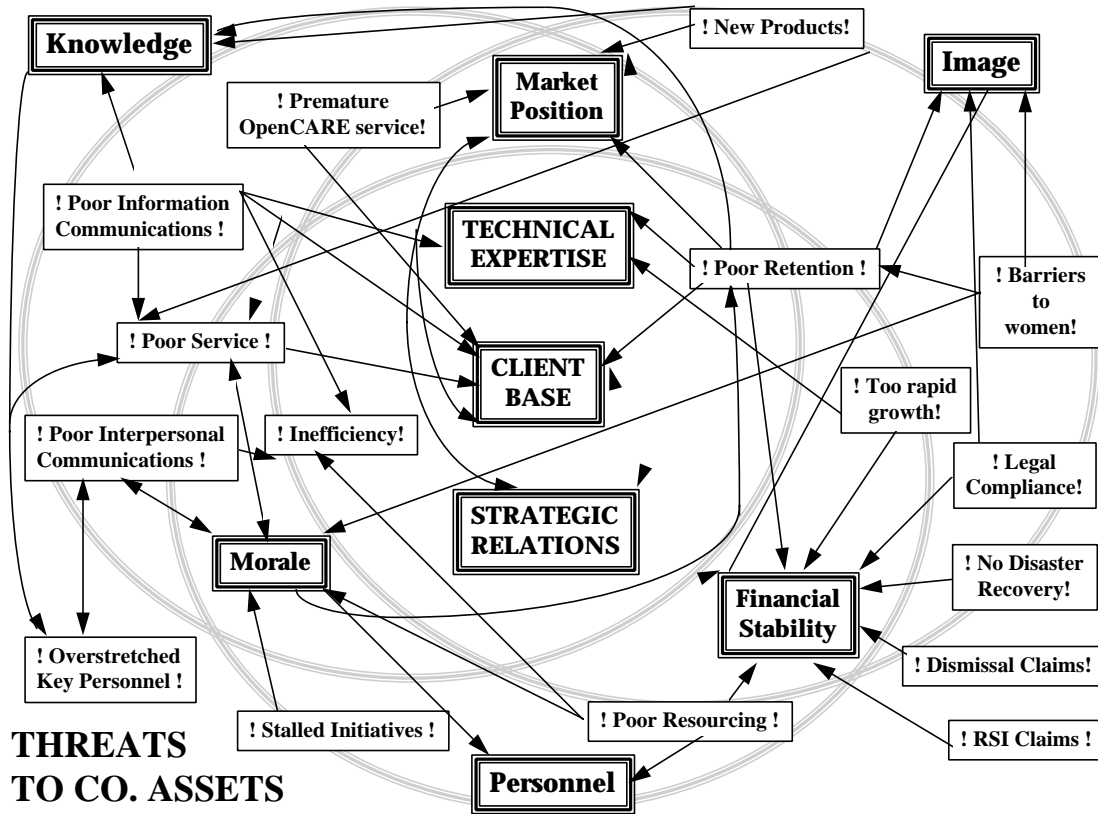 ! New Products!
Knowledge
Image
Market
Position
! Premature
OpenCARE service!
! Poor Information
Communications !
TECHNICAL
EXPERTISE
! Poor Retention !
! Barriers
to
women!
! Poor Service !
CLIENT
BASE
! Too rapid
growth!
! Poor Interpersonal
Communications !
! Inefficiency!
! Legal
Compliance!
STRATEGIC
RELATIONS
Morale
! No Disaster
Recovery!
Financial
Stability
! Overstretched
Key Personnel !
! Dismissal Claims!
! Stalled Initiatives !
! Poor Resourcing !
! RSI Claims !
THREATS
TO CO. ASSETS
Personnel